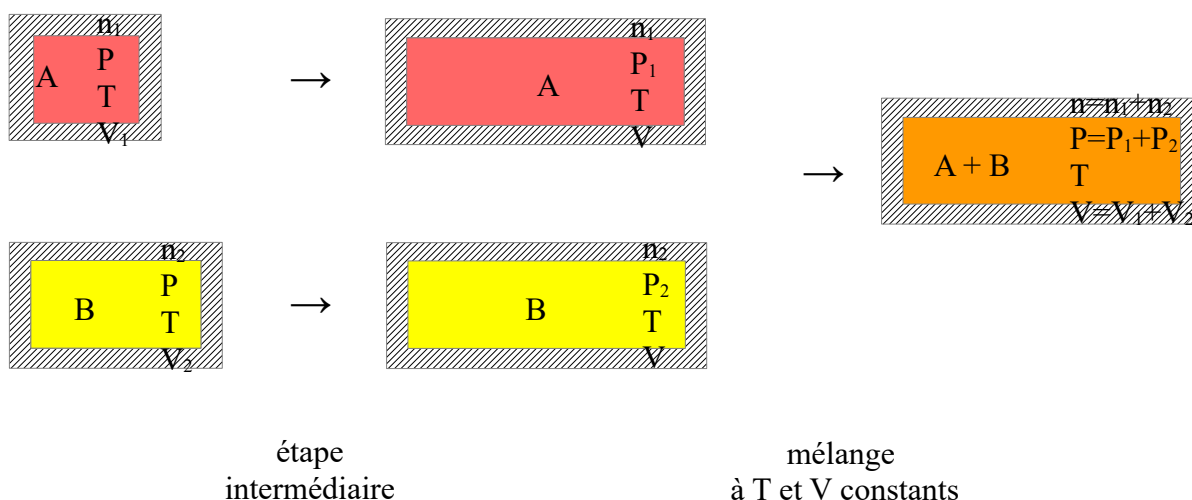 n₁
P
A
T
V₁
→
n₁
P₁
A
T
V
n₂
P
B
T
V₂
→
n₂
P₂
B
T
V
→
n=n₁+n₂
P=P₁+P₂
A + B
T
V=V₁+V₂
étape
intermédiaire
mélange
à T et V constants